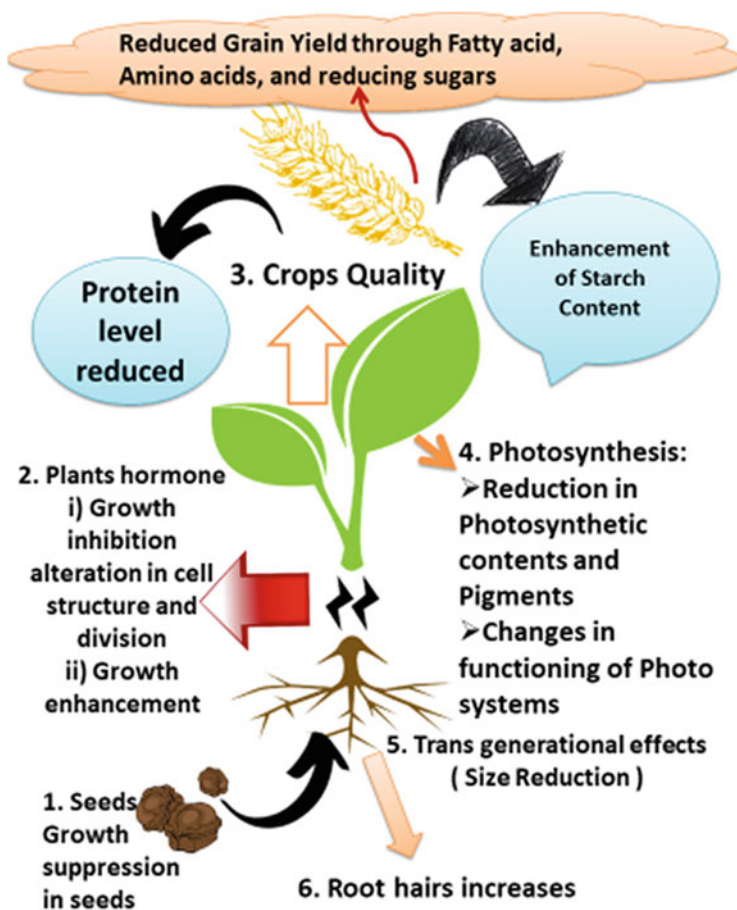 Reduced Grain Yield through Fatty acid,
Amino acids, and reducing sugars
Enhancement
of Starch
Content
3. Crops Quality
Protein
level
reduced
2. Plants hormone
i) Growth
inhibition
alteration in cell
structure and
division
ii) Growth
enhancement
4. Photosynthesis:
➢Reduction in
Photosynthetic
contents and
Pigments
➢Changes in
functioning of Photo
systems
5. Trans generational effects
( Size Reduction )
1. Seeds
Growth
suppression
in seeds
6. Root hairs increases